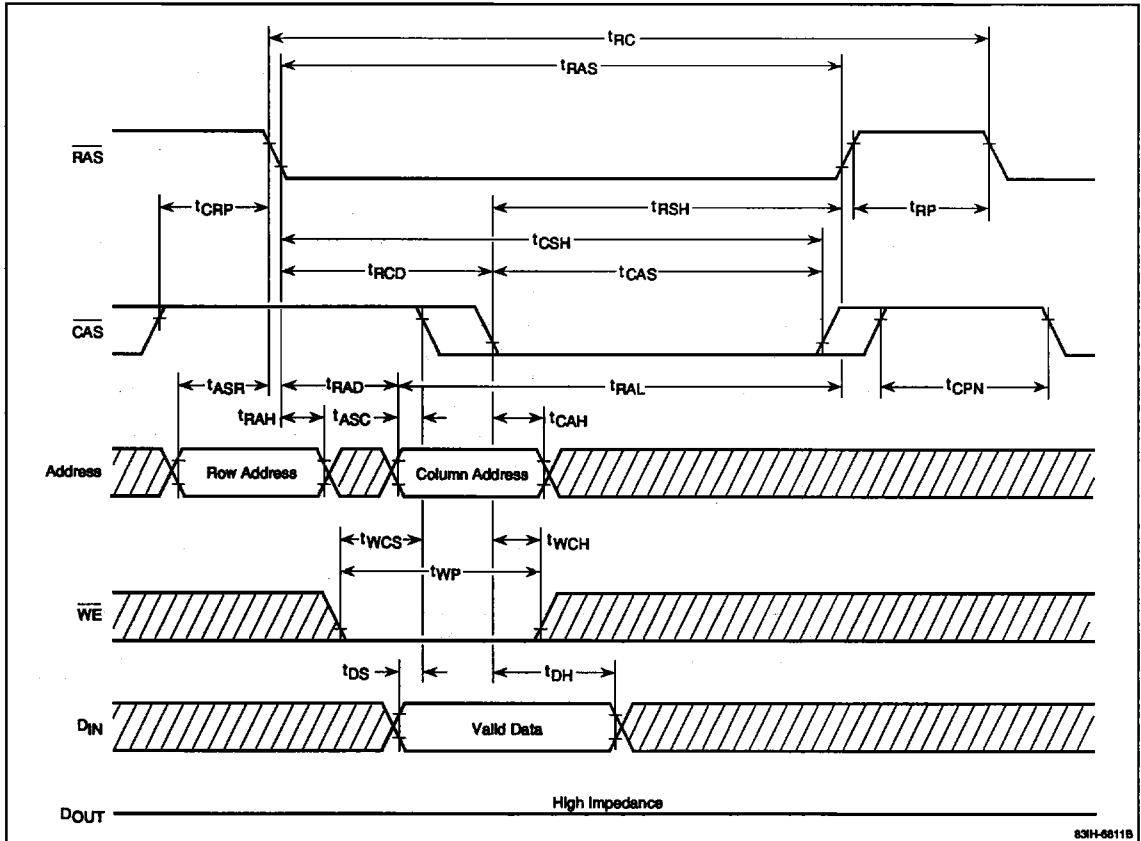 tRC
tRAS
RAS
tCRP
tRSH
tRP
tCSH
tRCD
tCAS
CAS
tASR
tRAD
tRAL
tCPN
tRAH
tASC
tCAH
Address
Row Address
Column Address
tWCS
tWCH
tWP
WE
tDS
tDH
DIN
Valid Data
High Impedance
DOUT
83IH-6811B